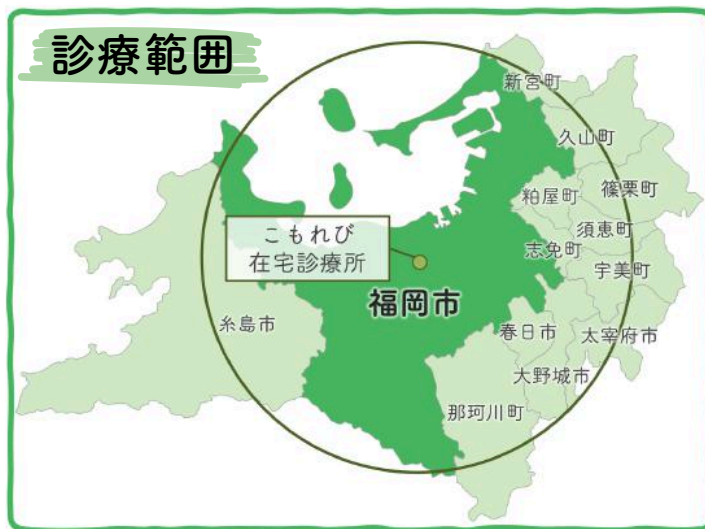 診療範囲
新宮町
久山町
篠栗町
粕屋町
須恵町
こもれび
在宅診療所
志免町
宇美町
福岡市
糸島市
春日市
太宰府市
大野城市
那珂川町